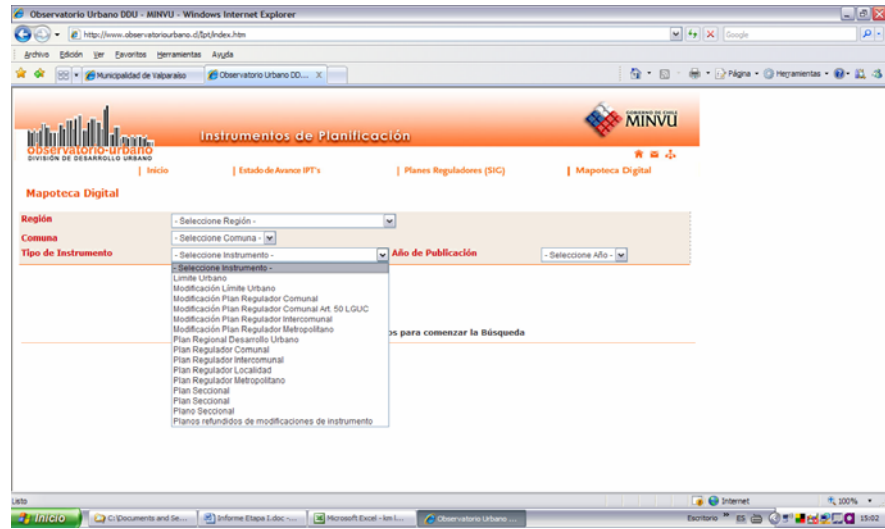 Observatorio Urbano DDU - MINVU - Windows Internet Explorer
http://www.observatoriourbano.cl/Ipt/index.htm
Google
Archivo Edición Ver Favoritos Herramientas Ayuda
Municipalidad de Valparaíso
Observatorio Urbano DD...
Página
Herramientas
observatorio-urbano
DIVISIÓN DE DESARROLLO URBANO
Instrumentos de Planificación
GOBIERNO DE CHILE
MINVU
| Inicio | Estado de Avance IPT's | Planes Reguladores (SIG) | Mapoteca Digital
Mapoteca Digital
Región - Seleccione Región -
Comuna - Seleccione Comuna -
Tipo de Instrumento - Seleccione Instrumento - Año de Publicación - Seleccione Año -
- Seleccione Instrumento -
Límite Urbano
Modificación Límite Urbano
Modificación Plan Regulador Comunal
Modificación Plan Regulador Comunal Art. 50 LGUC
Modificación Plan Regulador Intercomunal
Modificación Plan Regulador Metropolitano
Plan Regional Desarrollo Urbano
Plan Regulador Comunal
Plan Regulador Intercomunal
Plan Regulador Localidad
Plan Regulador Metropolitano
Plan Seccional
Plan Seccional
Plano Seccional
Planos refundidos de modificaciones de instrumento
os para comenzar la Búsqueda
Listo
Internet
100%
Inicio
C:\Documents and Se...
Informe Etapa I.doc -...
Microsoft Excel - km l...
Observatorio Urbano ...
Escritorio
ES
15:02